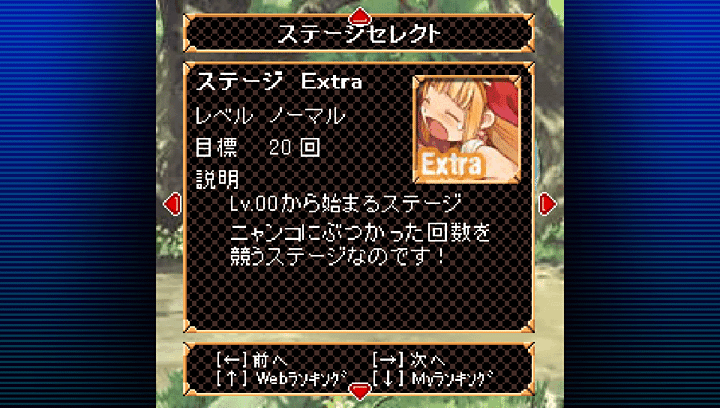 ステージセレクト
ステージ Extra
レベル ノーマル
目標 20 回
説明
Lv.00から始まるステージ
ニャンコにぶつかった回数を
競うステージなのです！
Extra
[←]前へ [→]次へ
[↑]Webﾗﾝｷﾝｸﾞ [↓]Myﾗﾝｷﾝｸﾞ